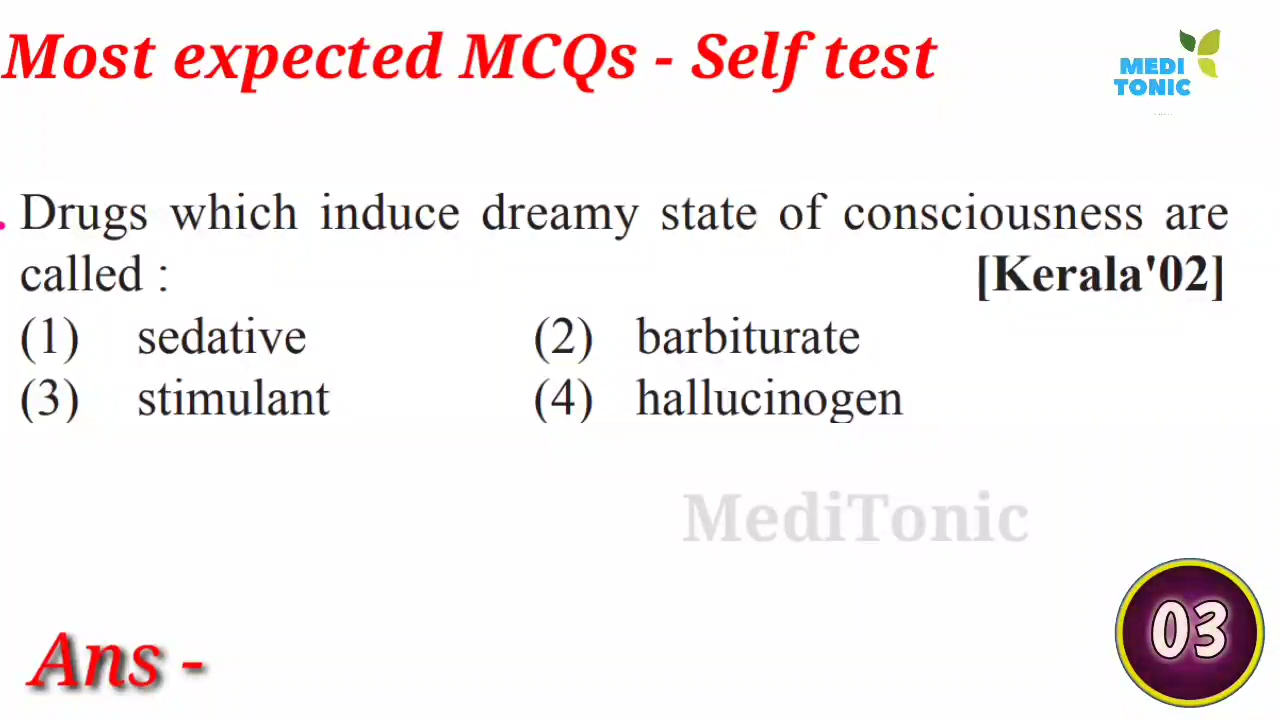 Most expected MCQs - Self test
MEDI
TONIC
. Drugs which induce dreamy state of consciousness are
called : [Kerala'02]
(1) sedative (2) barbiturate
(3) stimulant (4) hallucinogen
MediTonic
03
Ans -